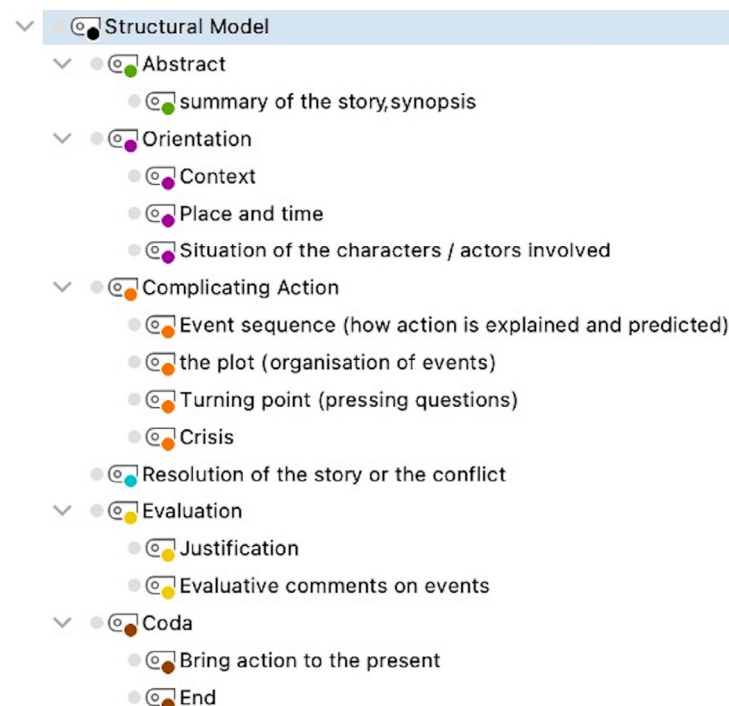 Structural Model
Abstract
summary of the story,synopsis
Orientation
Context
Place and time
Situation of the characters / actors involved
Complicating Action
Event sequence (how action is explained and predicted)
the plot (organisation of events)
Turning point (pressing questions)
Crisis
Resolution of the story or the conflict
Evaluation
Justification
Evaluative comments on events
Coda
Bring action to the present
End